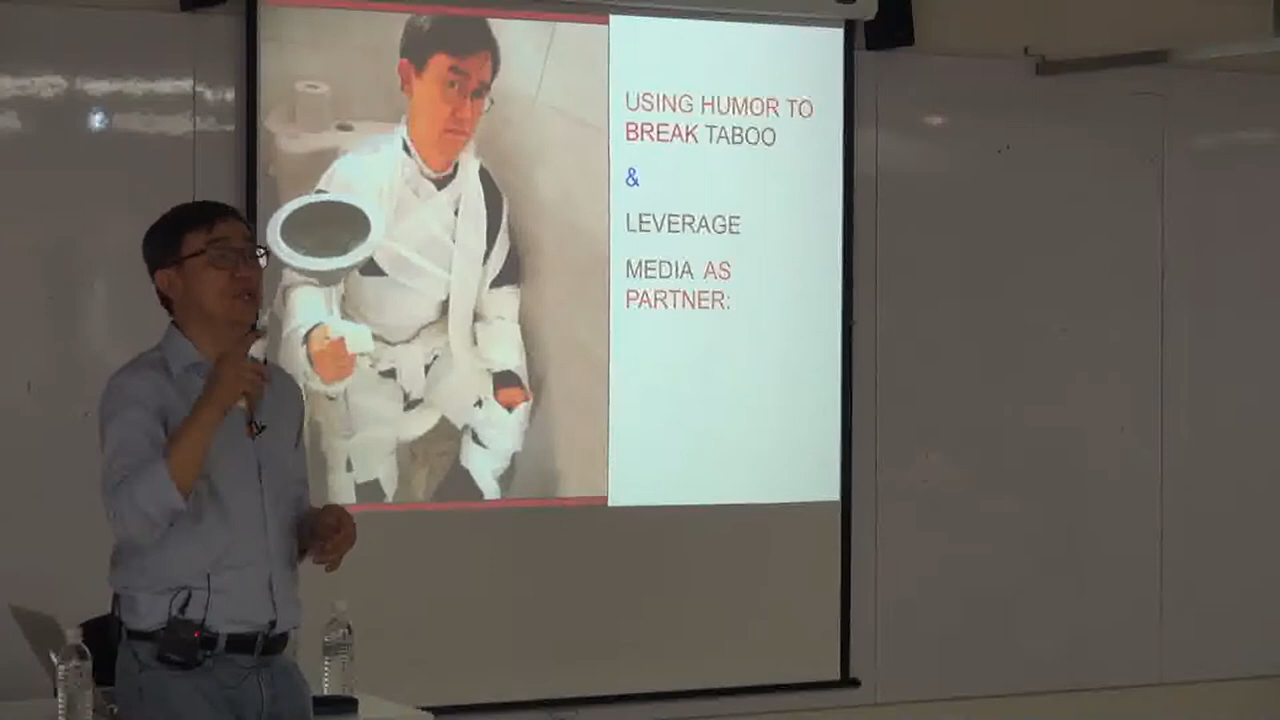 USING HUMOR TO
BREAK TABOO
&
LEVERAGE
MEDIA AS
PARTNER: